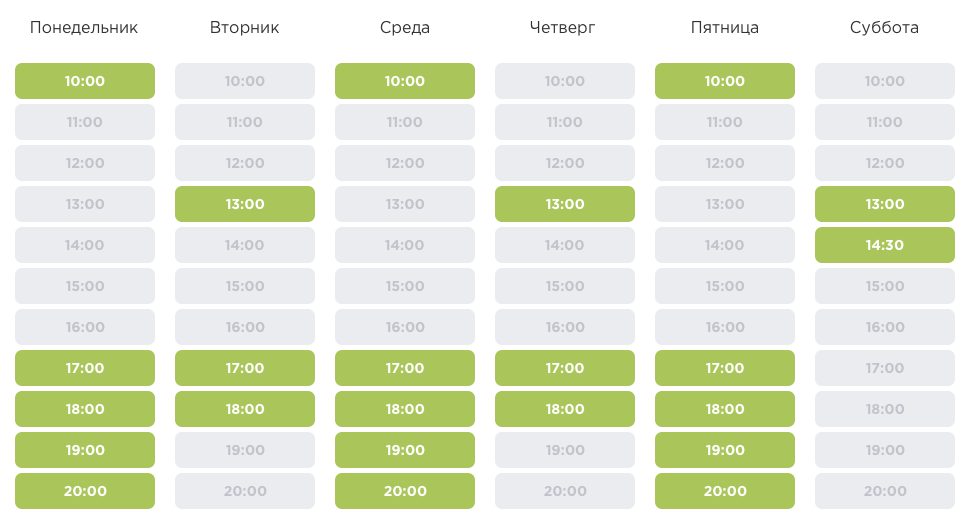 Понедельник Вторник Среда Четверг Пятница Суббота
10:00 10:00 10:00 10:00 10:00 10:00
11:00 11:00 11:00 11:00 11:00 11:00
12:00 12:00 12:00 12:00 12:00 12:00
13:00 13:00 13:00 13:00 13:00 13:00
14:00 14:00 14:00 14:00 14:00 14:30
15:00 15:00 15:00 15:00 15:00 15:00
16:00 16:00 16:00 16:00 16:00 16:00
17:00 17:00 17:00 17:00 17:00 17:00
18:00 18:00 18:00 18:00 18:00 18:00
19:00 19:00 19:00 19:00 19:00 19:00
20:00 20:00 20:00 20:00 20:00 20:00